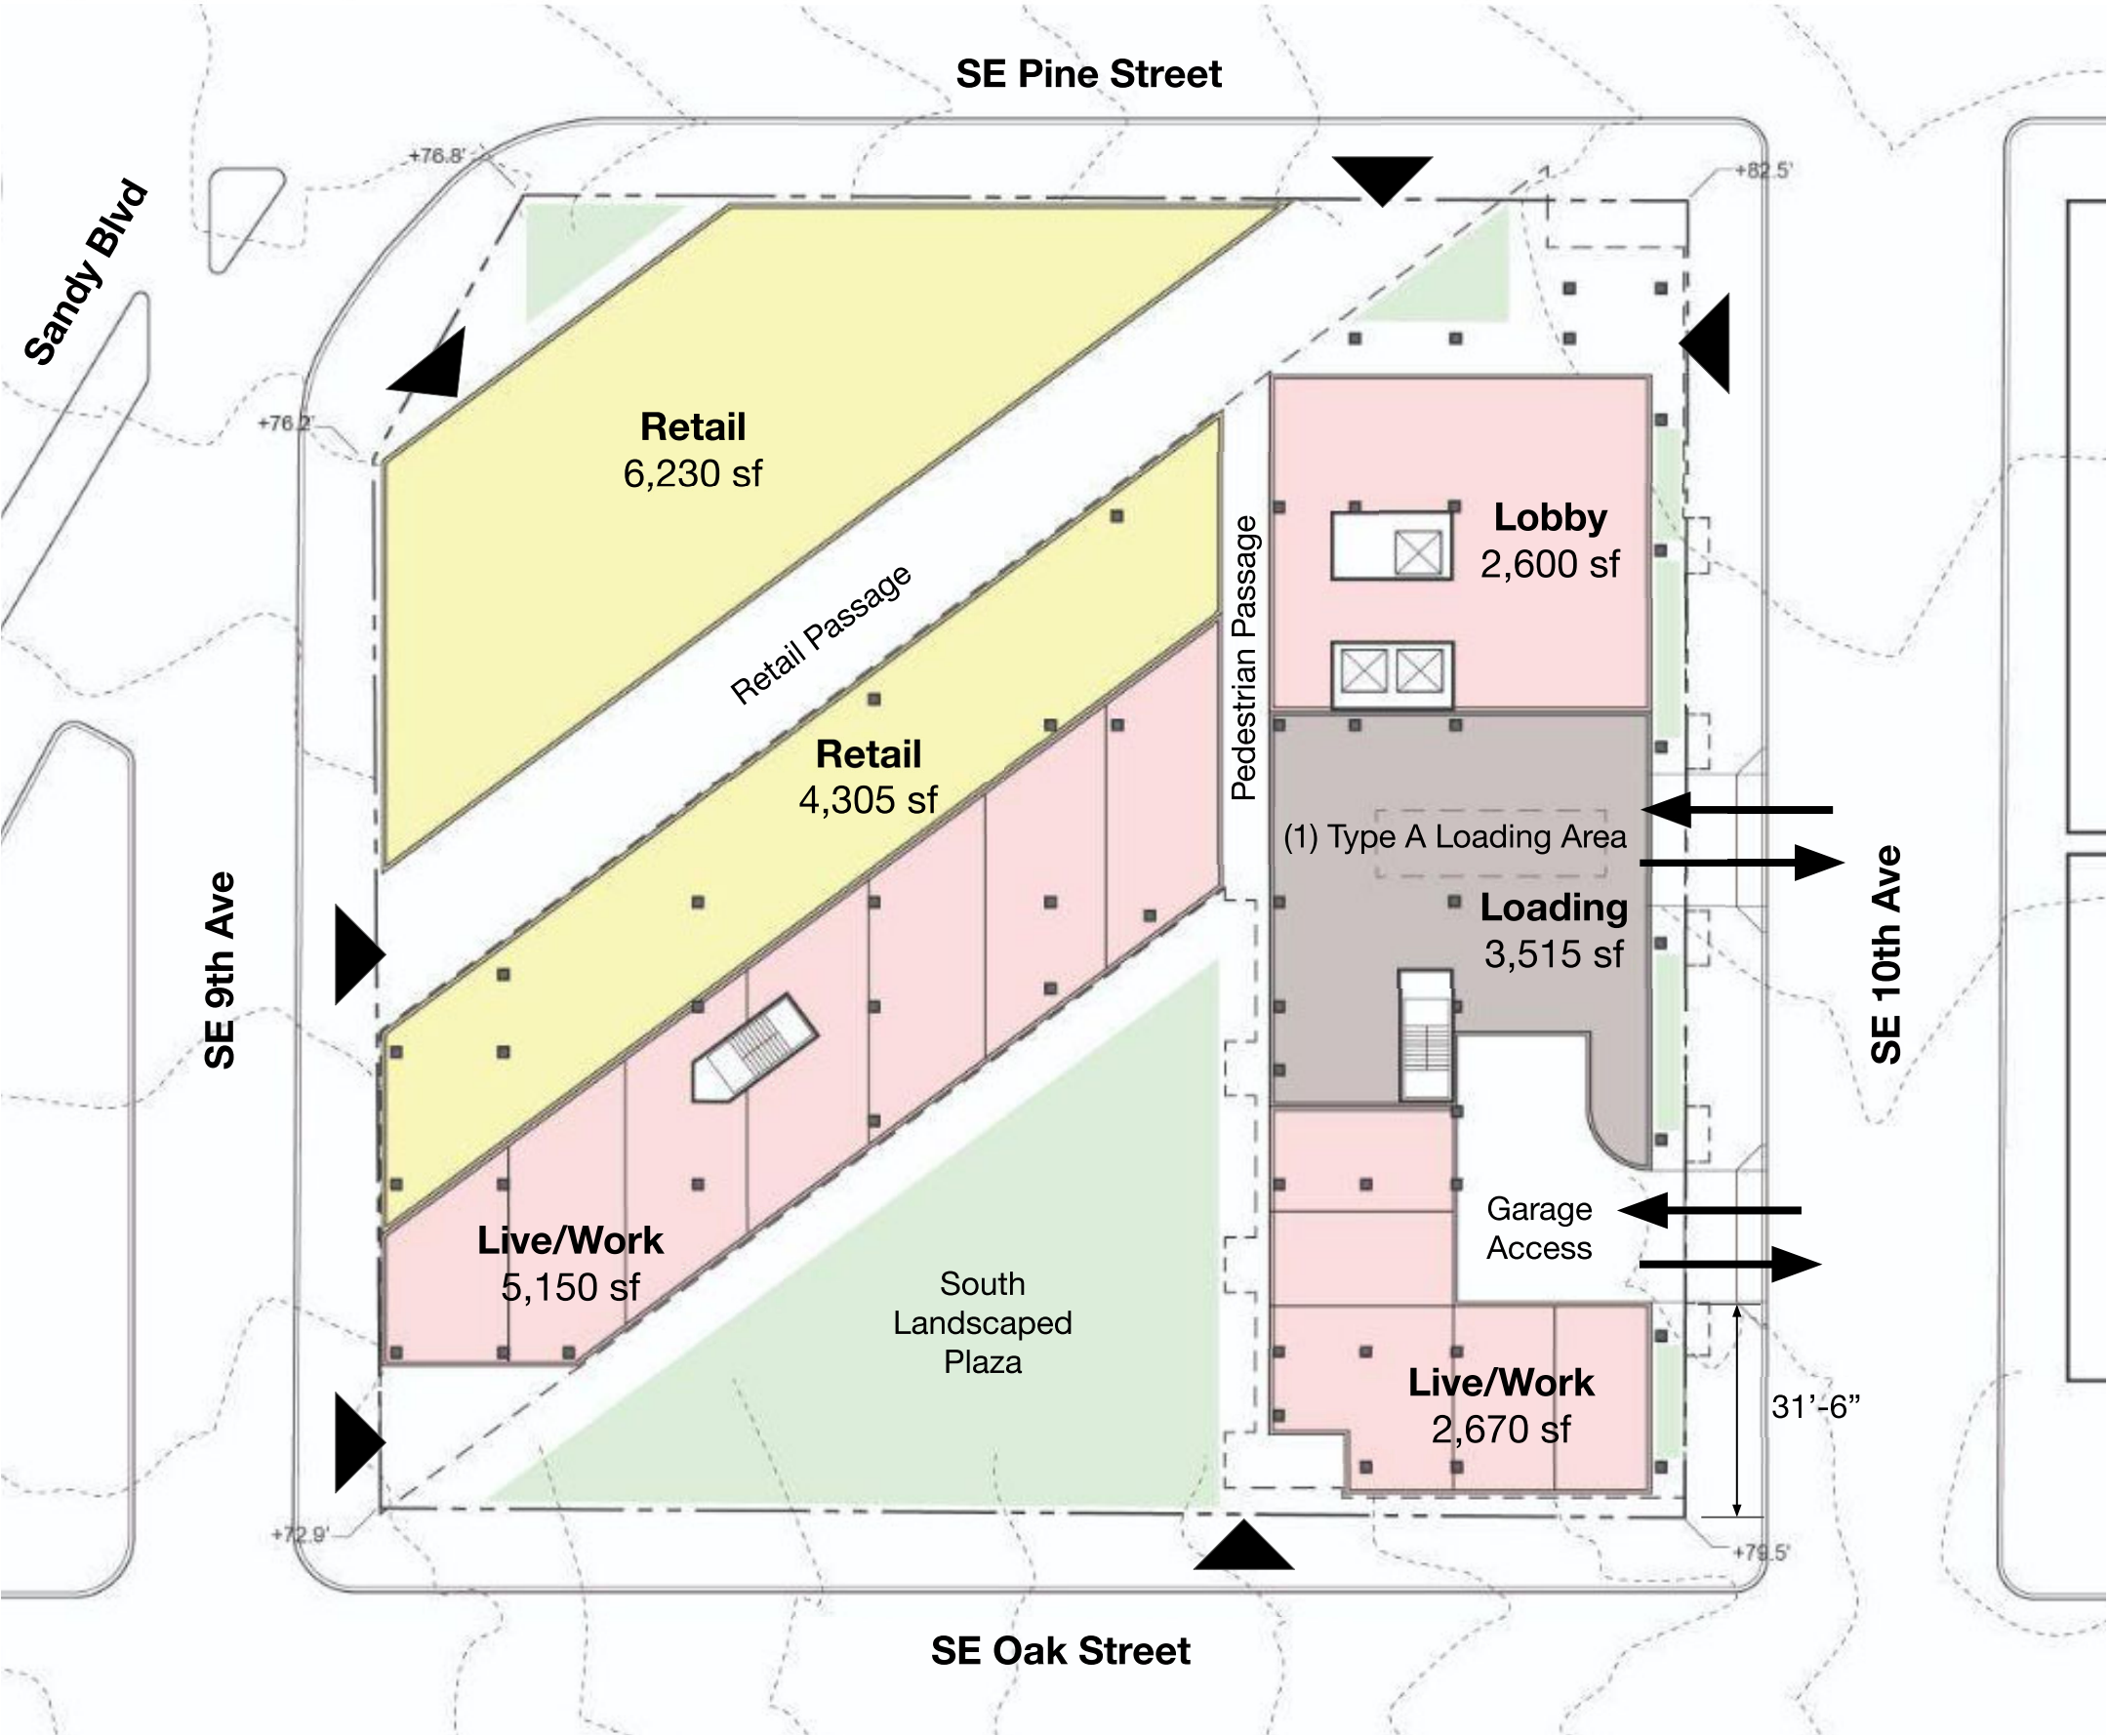 SE Pine Street
+76.8'
+82.5'
Sandy Blvd
+76.2'
Retail
6,230 sf
Lobby
2,600 sf
Retail Passage
Pedestrian Passage
Retail
4,305 sf
(1) Type A Loading Area
Loading
3,515 sf
SE 9th Ave
SE 10th Ave
Garage
Access
Live/Work
5,150 sf
South
Landscaped
Plaza
Live/Work
2,670 sf
31’-6”
+72.9'
+79.5'
SE Oak Street